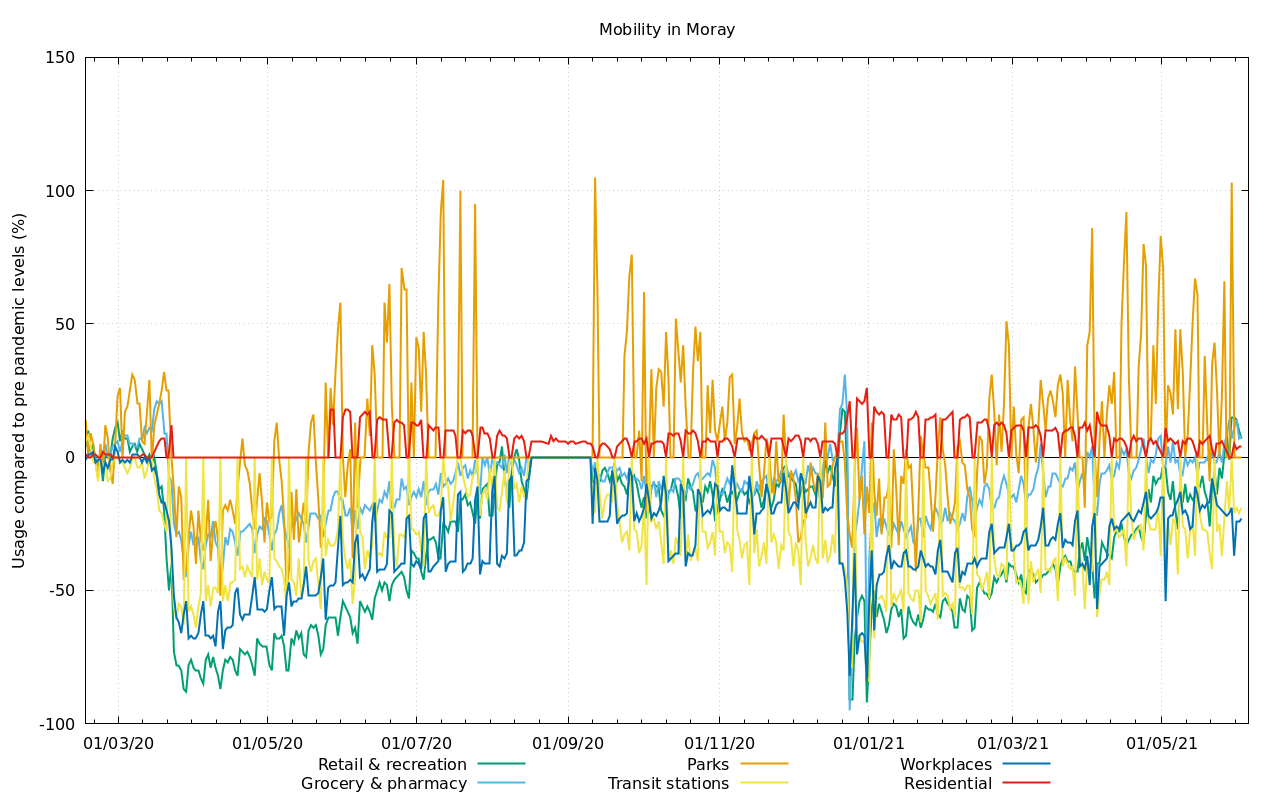 Mobility in Moray
Usage compared to pre pandemic levels (%)
150
100
50
0
-50
-100
01/03/20 01/05/20 01/07/20 01/09/20 01/11/20 01/01/21 01/03/21 01/05/21
Retail & recreation Parks Workplaces
Grocery & pharmacy Transit stations Residential